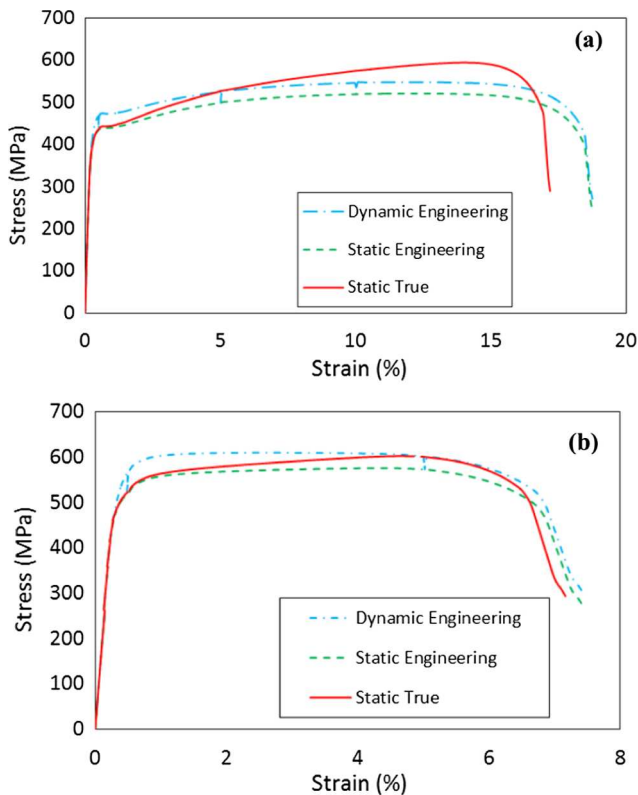 700
(a)
600
500
400
300
200
100
0
Stress (MPa)
Dynamic Engineering
Static Engineering
Static True
0 5 10 15 20
Strain (%)
700
(b)
600
500
400
300
200
100
0
Stress (MPa)
Dynamic Engineering
Static Engineering
Static True
0 2 4 6 8
Strain (%)